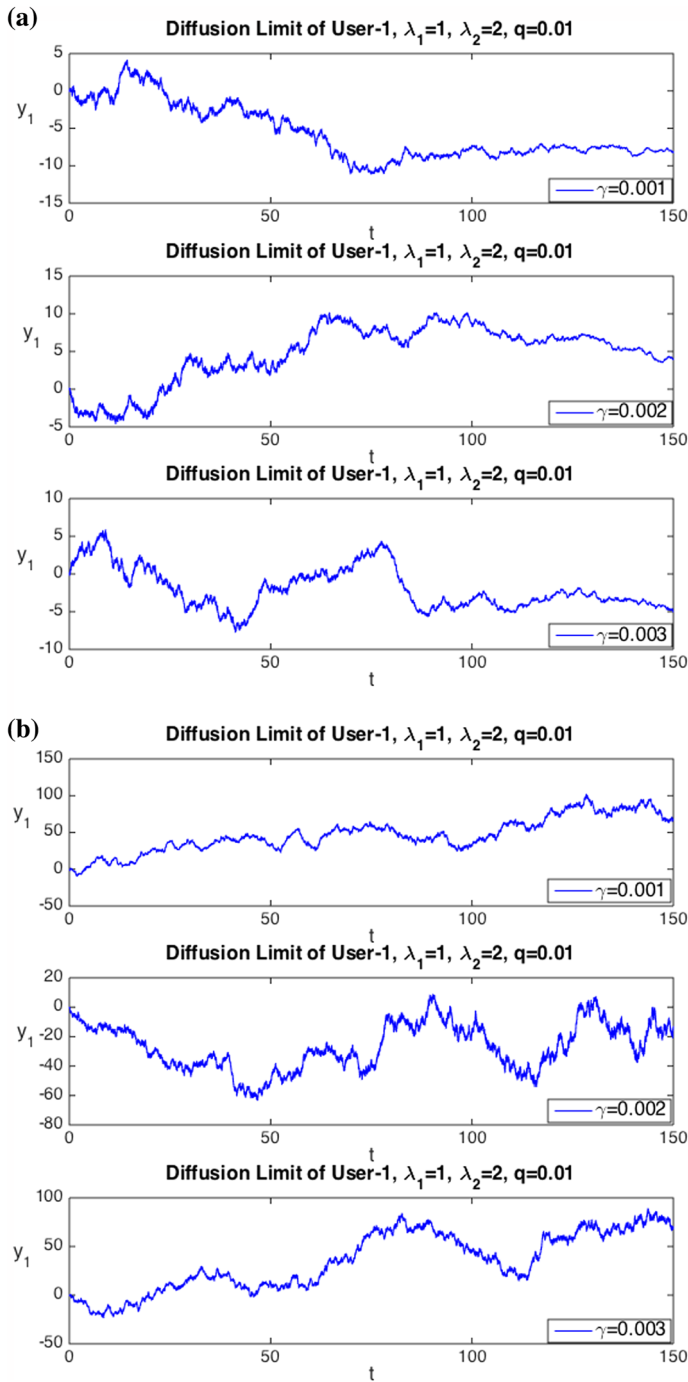 (a)
Diffusion Limit of User-1, λ₁=1, λ₂=2, q=0.01
5
0
-5
-10
-15
y₁
0 50 100 150
t
γ=0.001
Diffusion Limit of User-1, λ₁=1, λ₂=2, q=0.01
15
10
5
0
-5
y₁
0 50 100 150
t
γ=0.002
Diffusion Limit of User-1, λ₁=1, λ₂=2, q=0.01
10
5
0
-5
-10
y₁
0 50 100 150
t
γ=0.003
(b)
Diffusion Limit of User-1, λ₁=1, λ₂=2, q=0.01
150
100
50
0
-50
y₁
0 50 100 150
t
γ=0.001
Diffusion Limit of User-1, λ₁=1, λ₂=2, q=0.01
20
0
-20
-40
-60
-80
y₁
0 50 100 150
t
γ=0.002
Diffusion Limit of User-1, λ₁=1, λ₂=2, q=0.01
100
50
0
-50
y₁
0 50 100 150
t
γ=0.003